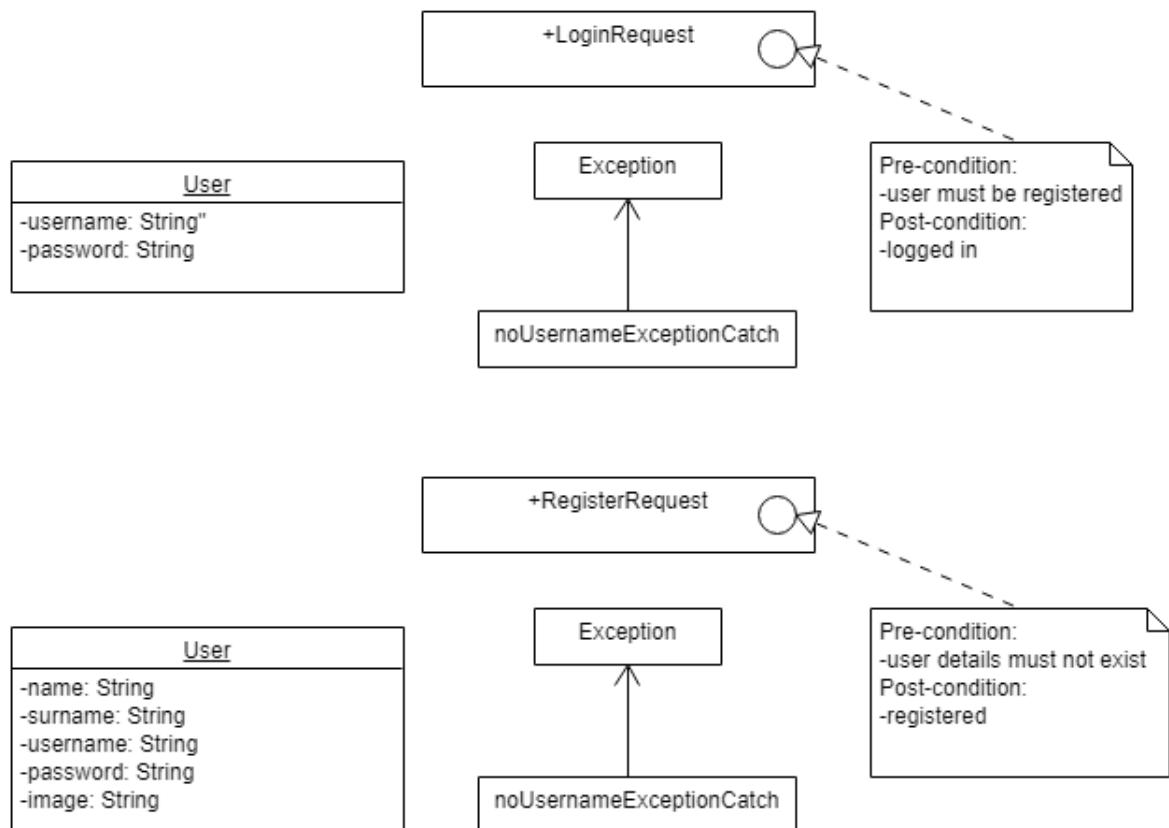 +LoginRequest
User
-username: String"
-password: String
Exception
noUsernameExceptionCatch
Pre-condition:
-user must be registered
Post-condition:
-logged in
+RegisterRequest
User
-name: String
-surname: String
-username: String
-password: String
-image: String
Exception
noUsernameExceptionCatch
Pre-condition:
-user details must not exist
Post-condition:
-registered